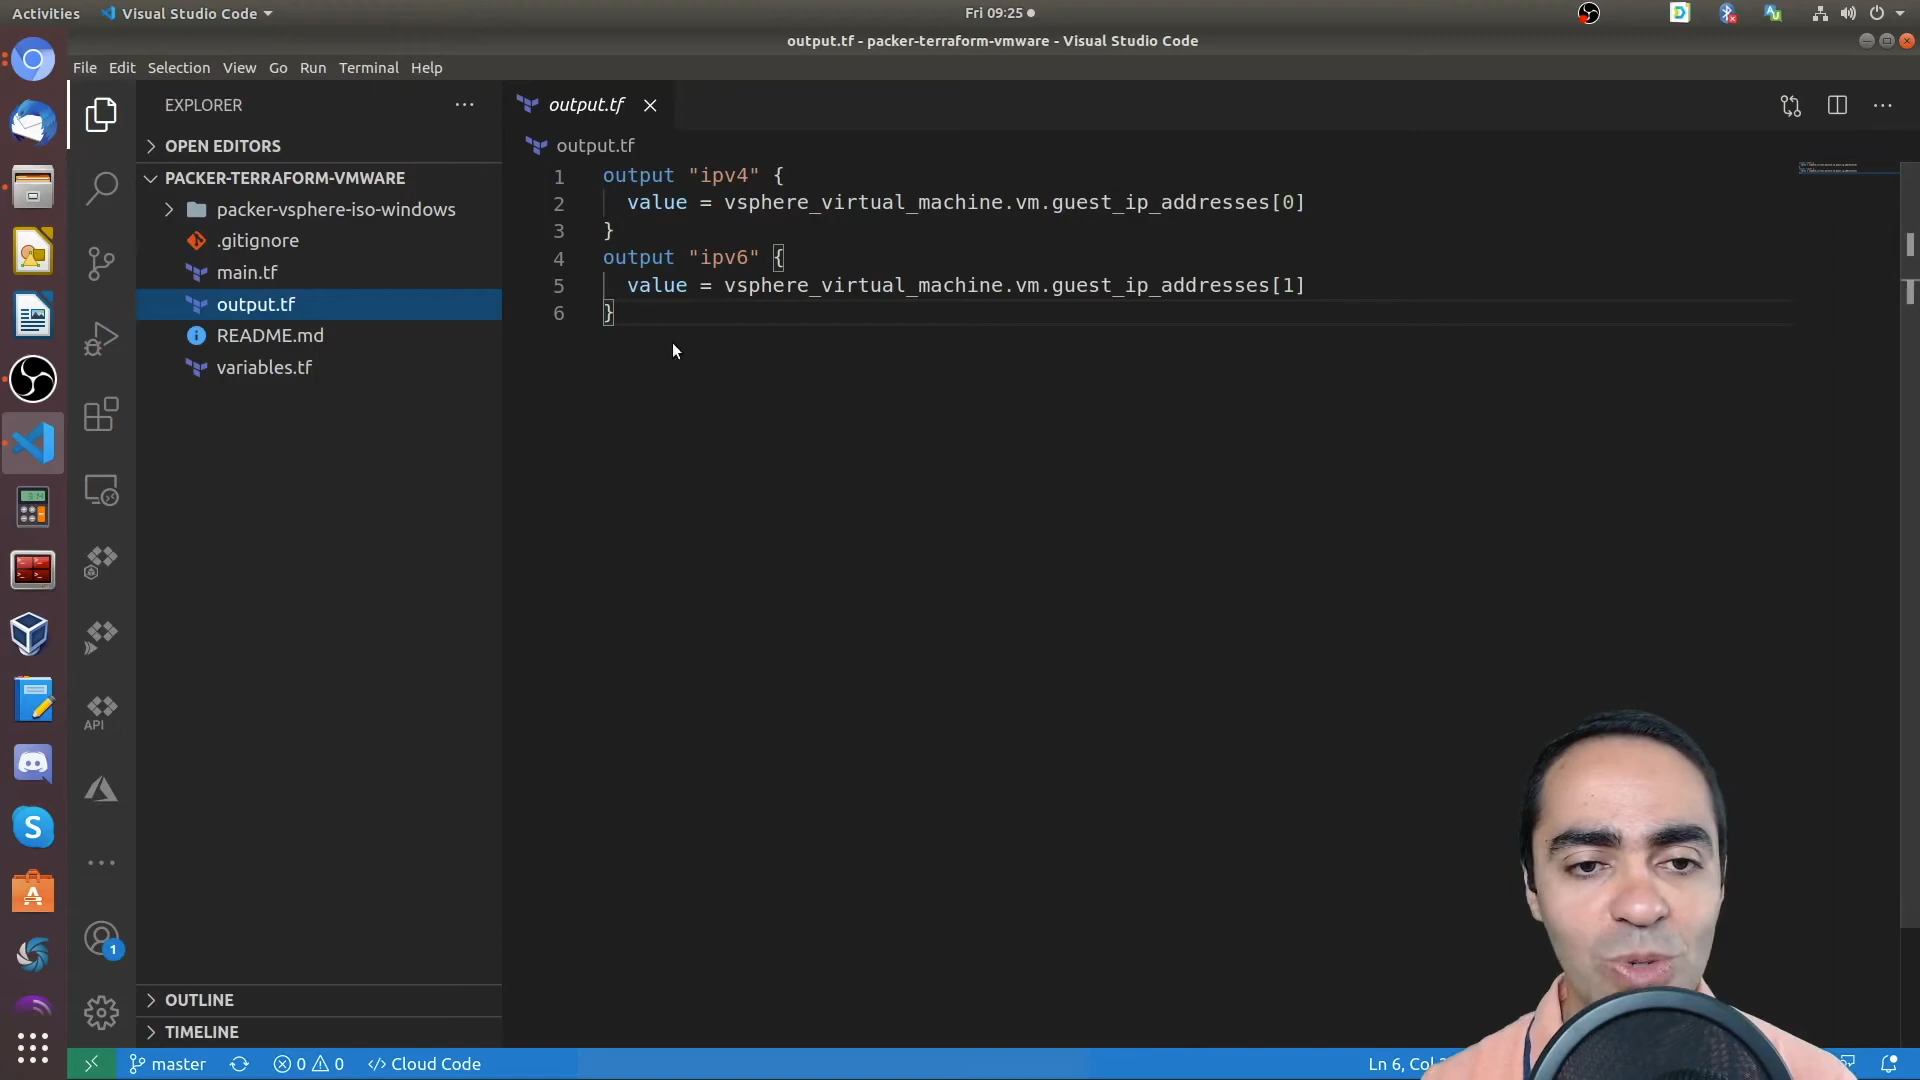 Activities
Visual Studio Code
Fri 09:25
output.tf - packer-terraform-vmware - Visual Studio Code
File Edit Selection View Go Run Terminal Help
EXPLORER
OPEN EDITORS
PACKER-TERRAFORM-VMWARE
packer-vsphere-iso-windows
.gitignore
main.tf
output.tf
README.md
variables.tf
OUTLINE
TIMELINE
output.tf
output.tf
1 output "ipv4" {
2 value = vsphere_virtual_machine.vm.guest_ip_addresses[0]
3 }
4 output "ipv6" {
5 value = vsphere_virtual_machine.vm.guest_ip_addresses[1]
6 }
API
1
master
0 0
Cloud Code
Ln 6,